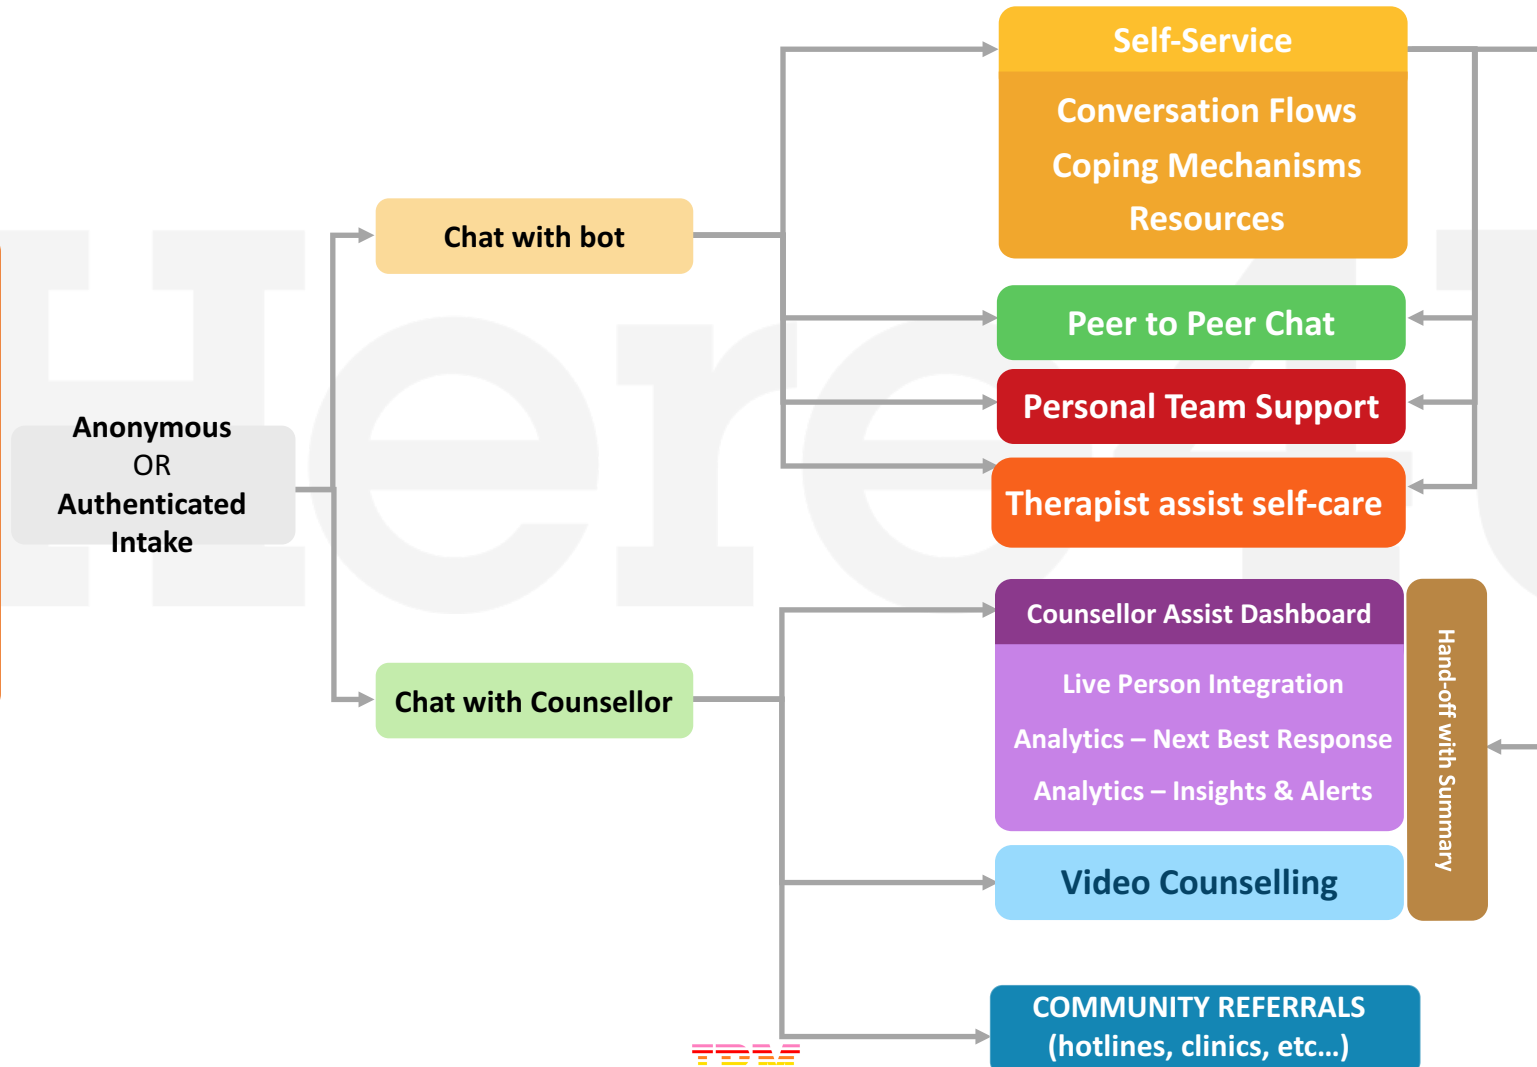 Self-Service
Conversation Flows
Coping Mechanisms
Resources
Chat with bot
Peer to Peer Chat
Personal Team Support
Therapist assist self-care
Anonymous
OR
Authenticated
Intake
Chat with Counsellor
Counsellor Assist Dashboard
Live Person Integration
Analytics – Next Best Response
Analytics – Insights & Alerts
Hand-off with Summary
Video Counselling
COMMUNITY REFERRALS
(hotlines, clinics, etc...)
Here4